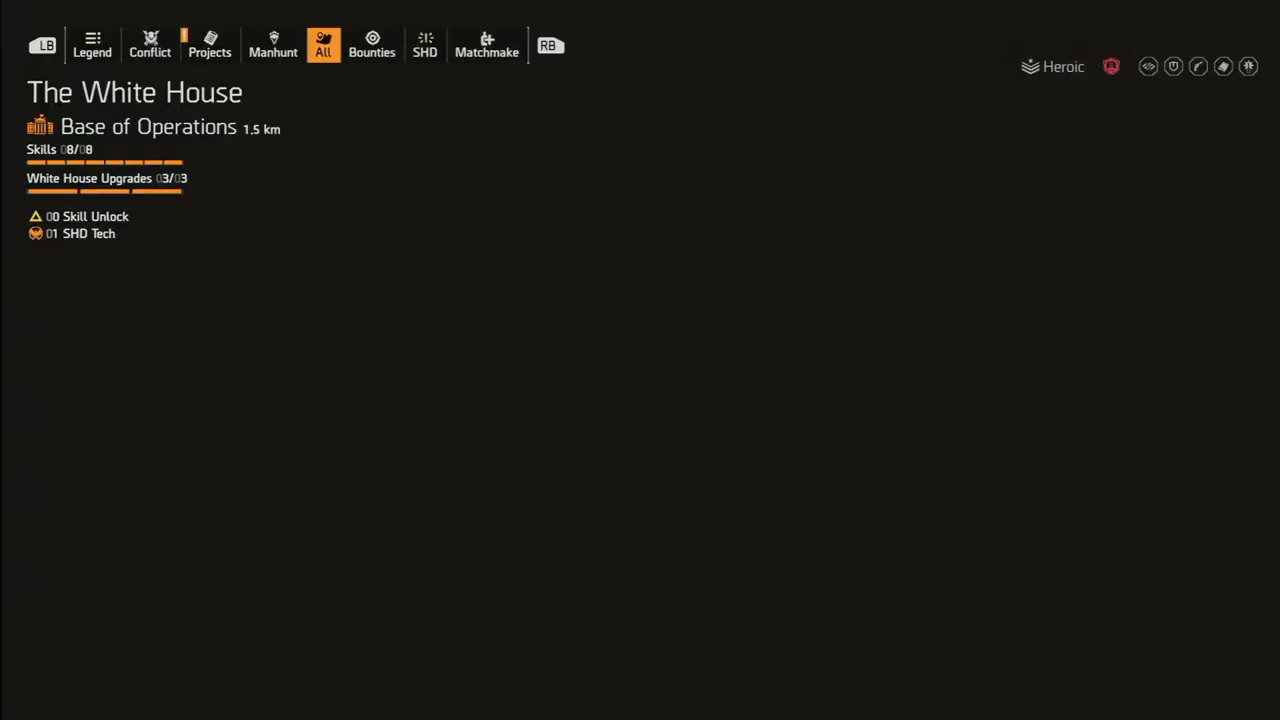 LB Legend Conflict Projects Manhunt All Bounties SHD Matchmake RB
Heroic
The White House
Base of Operations 1.5 km
Skills 08/08
White House Upgrades 03/03
00 Skill Unlock
01 SHD Tech